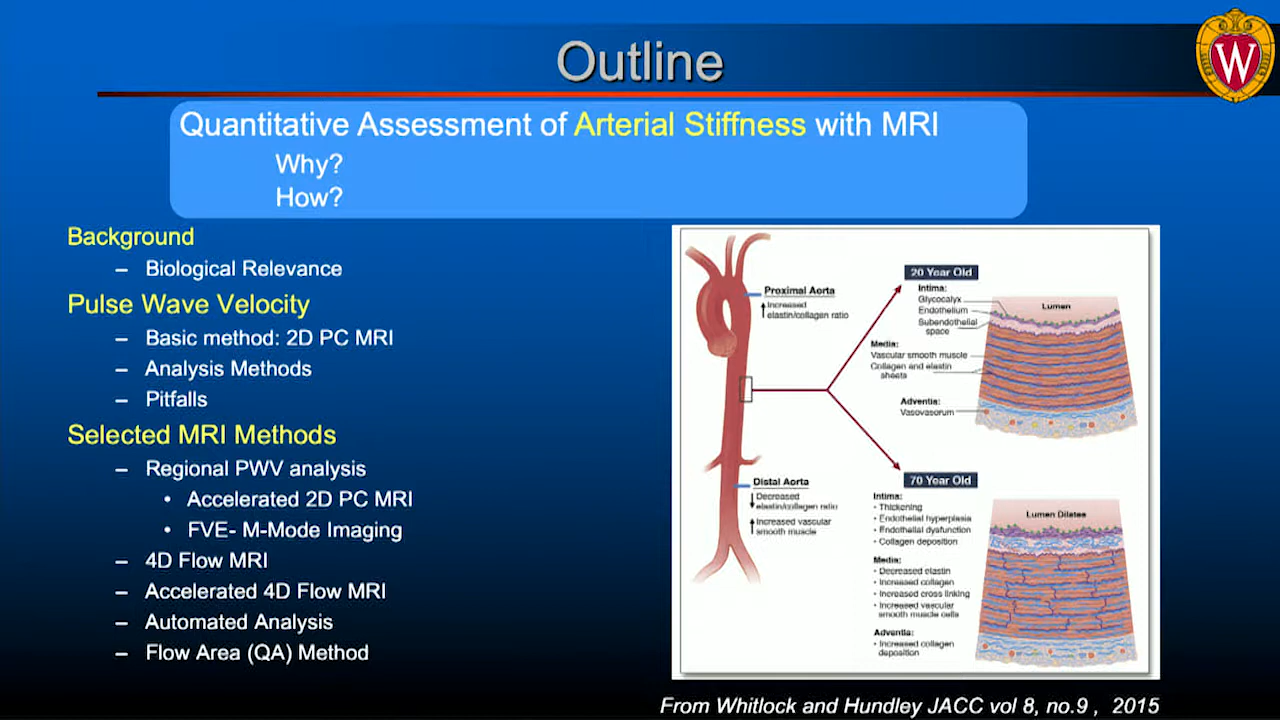 Outline
W
Quantitative Assessment of Arterial Stiffness with MRI
Why?
How?
Background
– Biological Relevance
Pulse Wave Velocity
– Basic method: 2D PC MRI
– Analysis Methods
– Pitfalls
Selected MRI Methods
– Regional PWV analysis
• Accelerated 2D PC MRI
• FVE- M-Mode Imaging
– 4D Flow MRI
– Accelerated 4D Flow MRI
– Automated Analysis
– Flow Area (QA) Method
Proximal Aorta
↑ Increased
elastin/collagen ratio
Distal Aorta
↓ Decreased
elastin/collagen ratio
↑ Increased vascular
smooth muscle
20 Year Old
Intima:
Glycocalyx
Endothelium
Subendothelial
space
Media:
Vascular smooth muscle
Collagen and elastin
sheets
Adventia:
Vasovasorum
Lumen
70 Year Old
Intima:
• Thickening
• Endothelial hyperplasia
• Endothelial dysfunction
• Collagen deposition
Media:
• Decreased elastin
• Increased collagen
• Increased cross linking
• Increased vascular
smooth muscle cells
Adventia:
• Increased collagen
deposition
Lumen Dilates
From Whitlock and Hundley JACC vol 8, no.9 , 2015